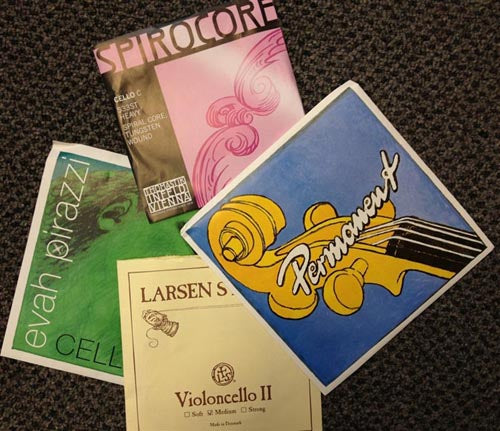 SPIROCORE
CELLO C
S33ST
HEAVY
SPIRAL CORE,
TUNGSTEN
WOUND
THOMASTIK
INFELD
VIENNA
Permanent
evah pirazzi
CELL
LARSEN S
Violoncello II
☐ Soft ☑ Medium ☐ Strong
Made in Denmark